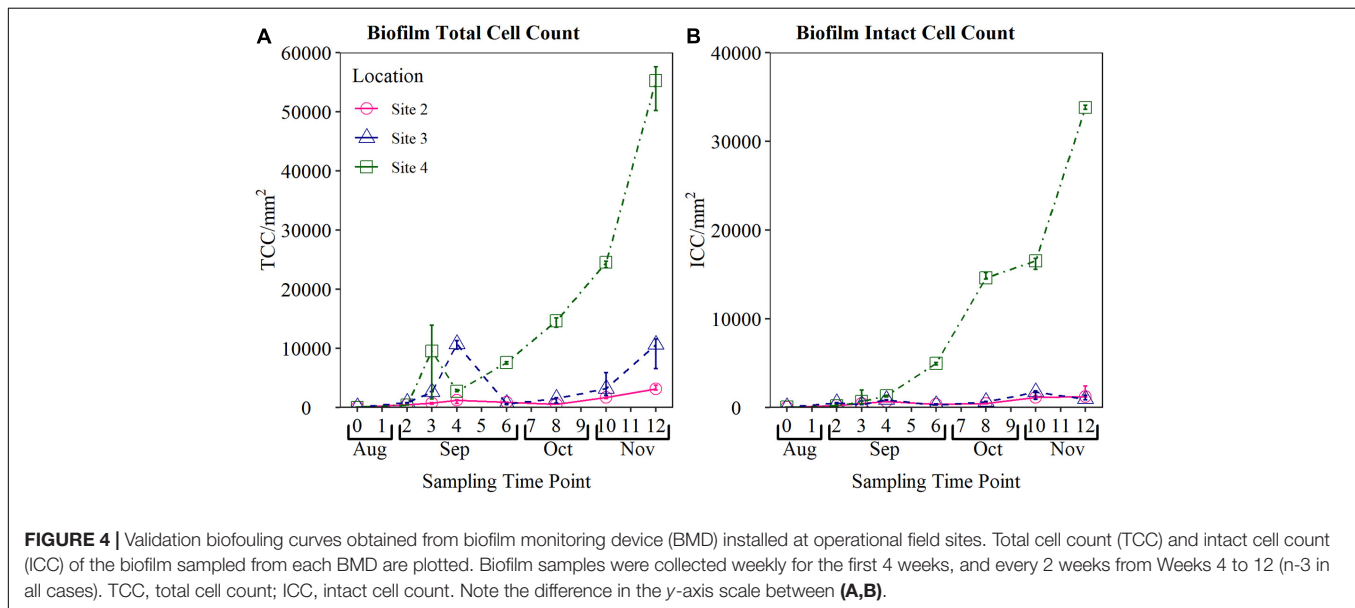 A Biofilm Total Cell Count
60000
50000
40000
30000
20000
10000
0
TCC/mm²
Location
Site 2
Site 3
Site 4
0 1 2 3 4 5 6 7 8 9 10 11 12
Aug Sep Oct Nov
Sampling Time Point
B Biofilm Intact Cell Count
40000
30000
20000
10000
0
ICC/mm²
0 1 2 3 4 5 6 7 8 9 10 11 12
Aug Sep Oct Nov
Sampling Time Point
FIGURE 4 | Validation biofouling curves obtained from biofilm monitoring device (BMD) installed at operational field sites. Total cell count (TCC) and intact cell count
(ICC) of the biofilm sampled from each BMD are plotted. Biofilm samples were collected weekly for the first 4 weeks, and every 2 weeks from Weeks 4 to 12 (n-3 in
all cases). TCC, total cell count; ICC, intact cell count. Note the difference in the y-axis scale between (A,B).